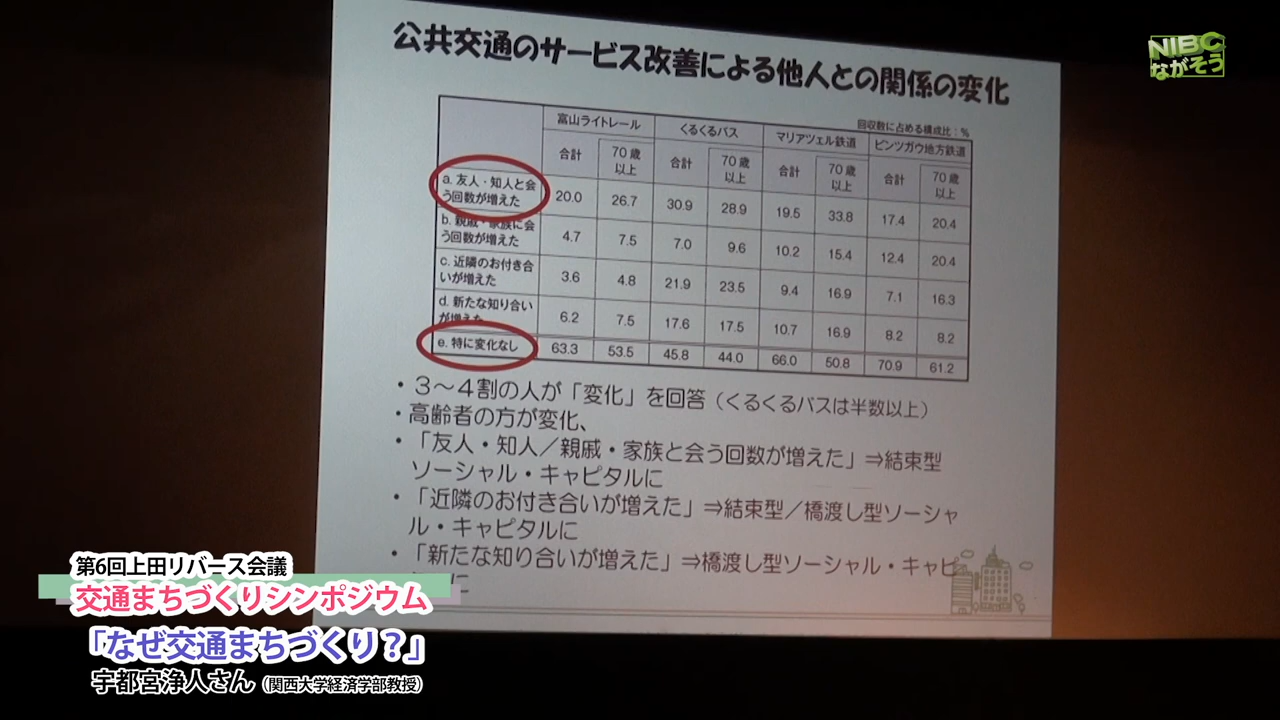 公共交通のサービス改善による他人との関係の変化
NIBC
ながそう
回収数に占める構成比：%
富山ライトレール くるくるバス マリアツェル鉄道 ピンツガウ地方鉄道
合計 70歳以上 合計 70歳以上 合計 70歳以上 合計 70歳以上
a. 友人・知人と会う回数が増えた 20.0 26.7 30.9 28.9 19.5 33.8 17.4 20.4
b. 親戚・家族に会う回数が増えた 4.7 7.5 7.0 9.6 10.2 15.4 12.4 20.4
c. 近隣のお付き合いが増えた 3.6 4.8 21.9 23.5 9.4 16.9 7.1 16.3
d. 新たな知り合いが増えた 6.2 7.5 17.6 17.5 10.7 16.9 8.2 8.2
e. 特に変化なし 63.3 53.5 45.8 44.0 66.0 50.8 70.9 61.2
・３～４割の人が「変化」を回答（くるくるバスは半数以上）
・高齢者の方が変化、
・「友人・知人／親戚・家族と会う回数が増えた」⇒結束型
ソーシャル・キャピタルに
・「近隣のお付き合いが増えた」⇒結束型／橋渡し型ソーシャ
ル・キャピタルに
・「新たな知り合いが増えた」⇒橋渡し型ソーシャル・キャピ
に
第6回上田リバース会議
交通まちづくりシンポジウム
「なぜ交通まちづくり？」
宇都宮浄人さん（関西大学経済学部教授）